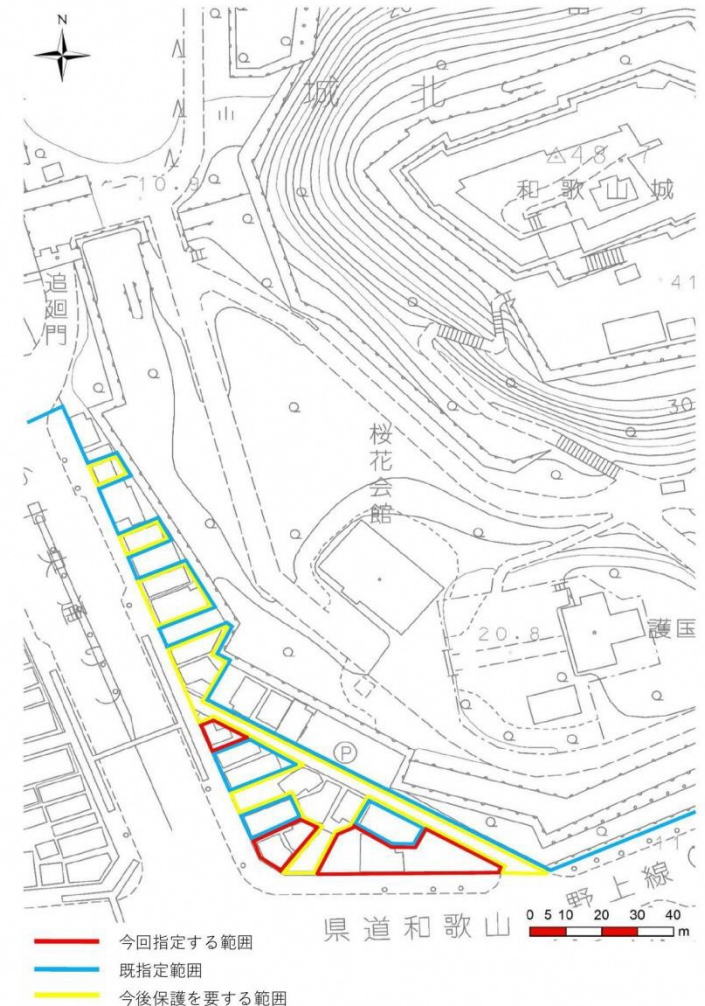 N
城北
△48.7
和歌山城
10.9
41
追廻門
30
桜花会館
20.8
護国
P
11
野上線
県道和歌山
0 5 10 20 30 40
m
今回指定する範囲
既指定範囲
今後保護を要する範囲